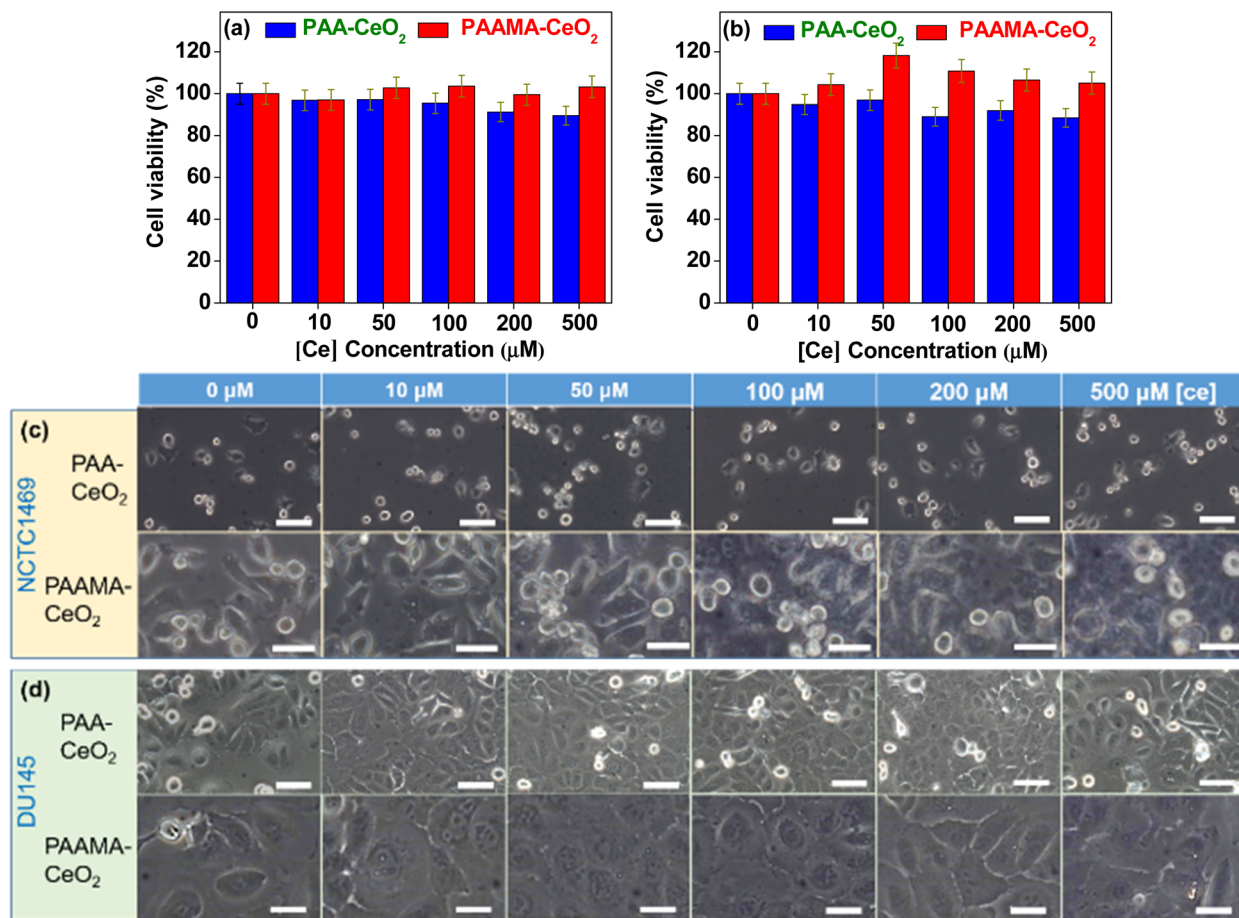 (a) PAA-CeO₂ PAAMA-CeO₂
Cell viability (%)
120
100
80
60
40
20
0
0 10 50 100 200 500
[Ce] Concentration (μM)
(b) PAA-CeO₂ PAAMA-CeO₂
Cell viability (%)
120
100
80
60
40
20
0
0 10 50 100 200 500
[Ce] Concentration (μM)
0 μM 10 μM 50 μM 100 μM 200 μM 500 μM [ce]
(c)
NCTC1469
PAA-
CeO₂
PAAMA-
CeO₂
(d)
DU145
PAA-
CeO₂
PAAMA-
CeO₂